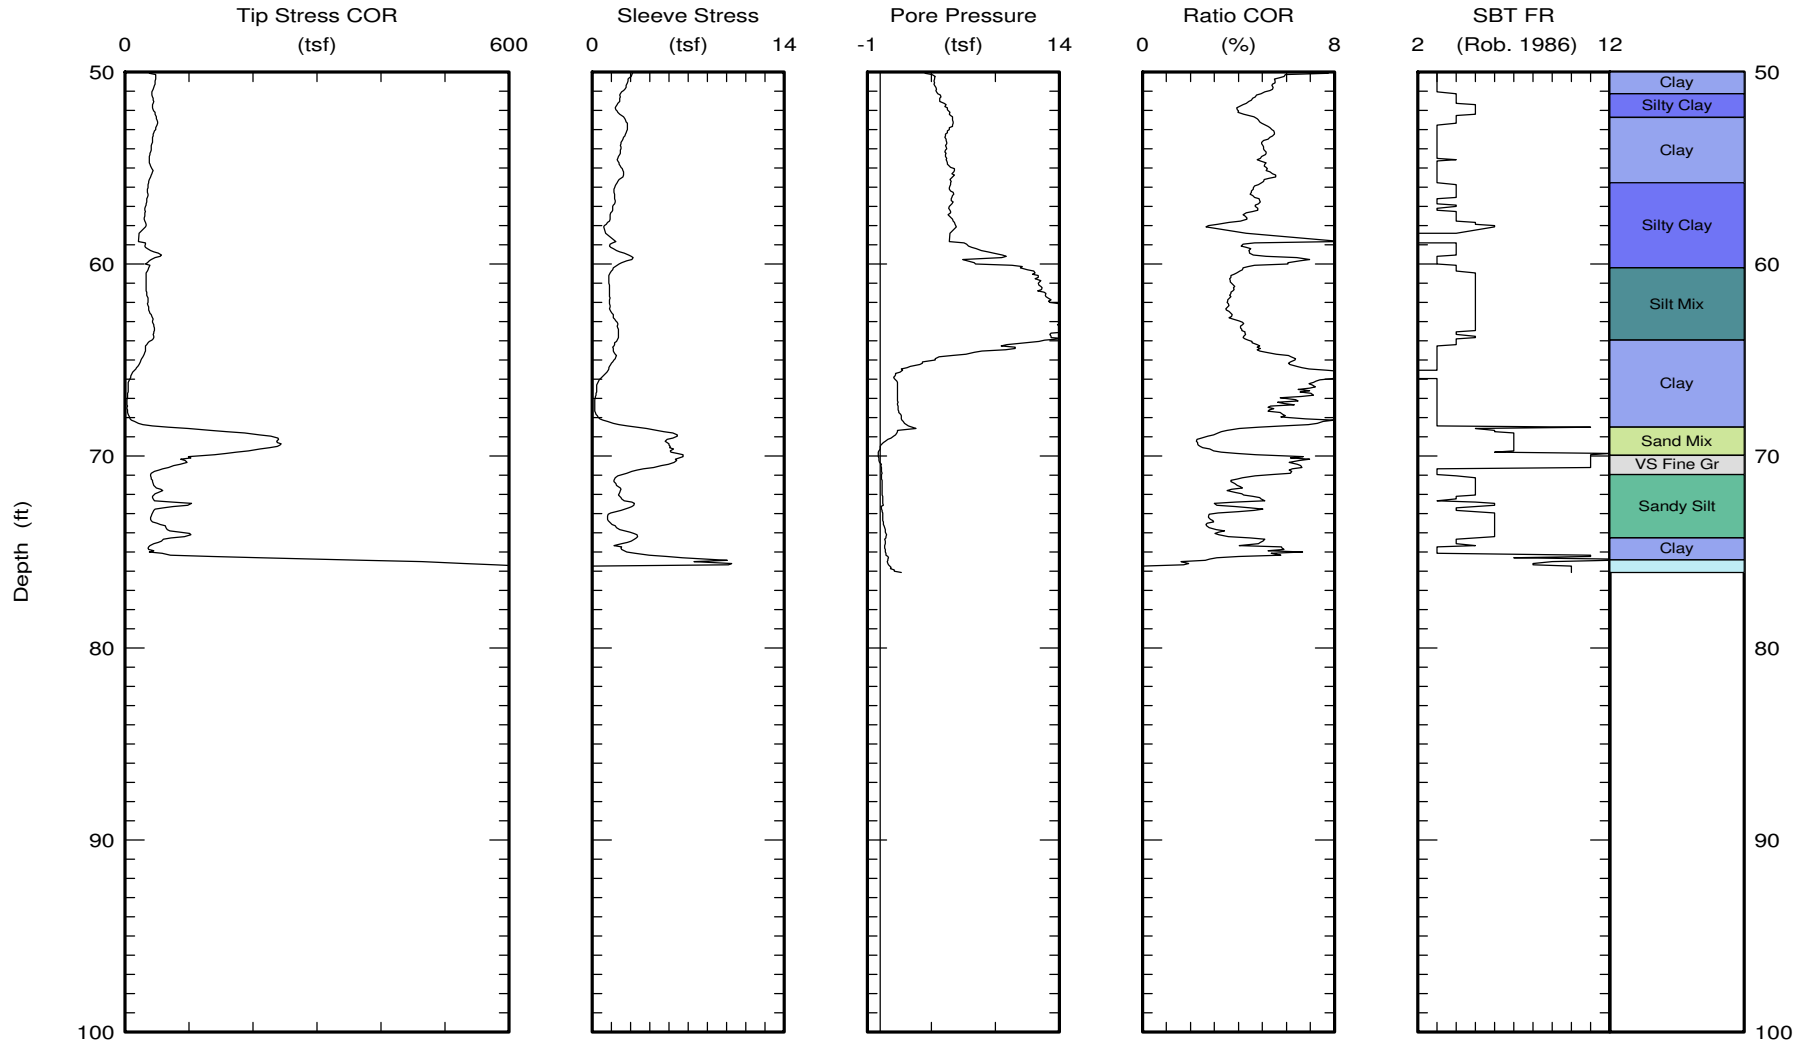 Tip Stress COR
Sleeve Stress
Pore Pressure
Ratio COR
SBT FR
0 (tsf) 600
0 (tsf) 14
-1 (tsf) 14
0 (%) 8
2 (Rob. 1986) 12
50
50
Clay
Silty Clay
Clay
Silty Clay
60
60
Silt Mix
Clay
Sand Mix
70
70
VS Fine Gr
Sandy Silt
Clay
Depth (ft)
80
80
90
90
100
100